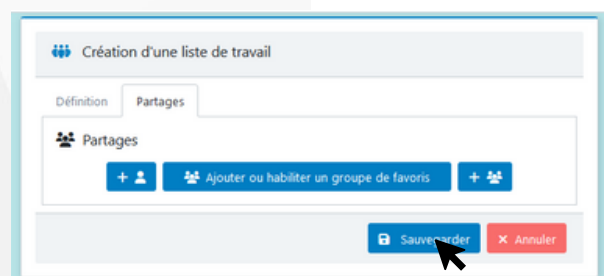 Création d'une liste de travail
Définition Partages
Partages
+ Ajouter ou habiliter un groupe de favoris +
Sauvegarder × Annuler